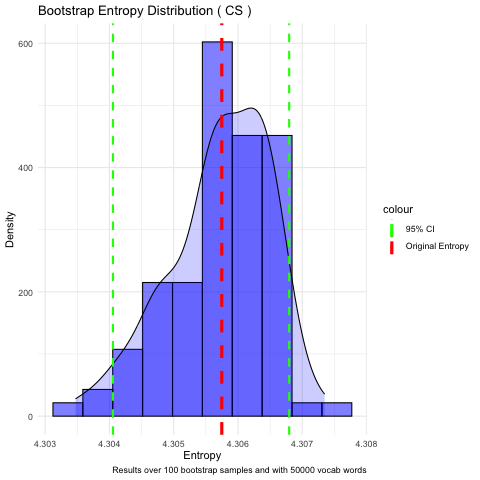 Bootstrap Entropy Distribution ( CS )
600
400
200
0
Density
4.303 4.304 4.305 4.306 4.307 4.308
Entropy
Results over 100 bootstrap samples and with 50000 vocab words
colour
95% CI
Original Entropy